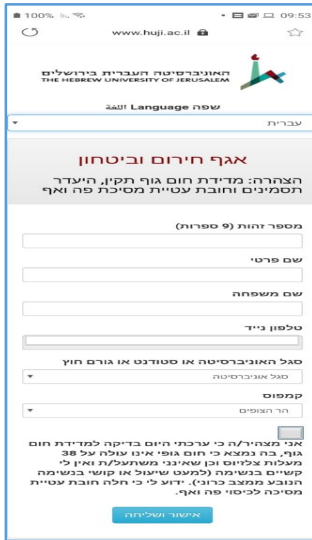 100% 09:53
www.huji.ac.il
האוניברסיטה העברית בירושלים
THE HEBREW UNIVERSITY OF JERUSALEM
שפה Language اللغة
עברית
אגף חירום וביטחון
הצהרה: מדידת חום גוף תקין, היעדר
תסמינים וחובת עטיית מסיכת פה ואף
מספר זהות (9 ספרות)
שם פרטי
שם משפחה
טלפון נייד
סגל האוניברסיטה או סטודנט או גורם חוץ
סגל אוניברסיטה
קמפוס
הר הצופים
אני מצהיר/ה כי ערכתי היום בדיקה למדידת חום
גוף, בה נמצא כי חום גופי אינו עולה על 38
מעלות צלזיוס וכן שאינני משתעל/ת ואין לי
קשיים בנשימה (למעט שיעול או קושי בנשימה
הנובע ממצב כרוני). ידוע לי כי חלה חובת עטיית
מסיכה לכיסוי פה ואף.
אישור ושליחה